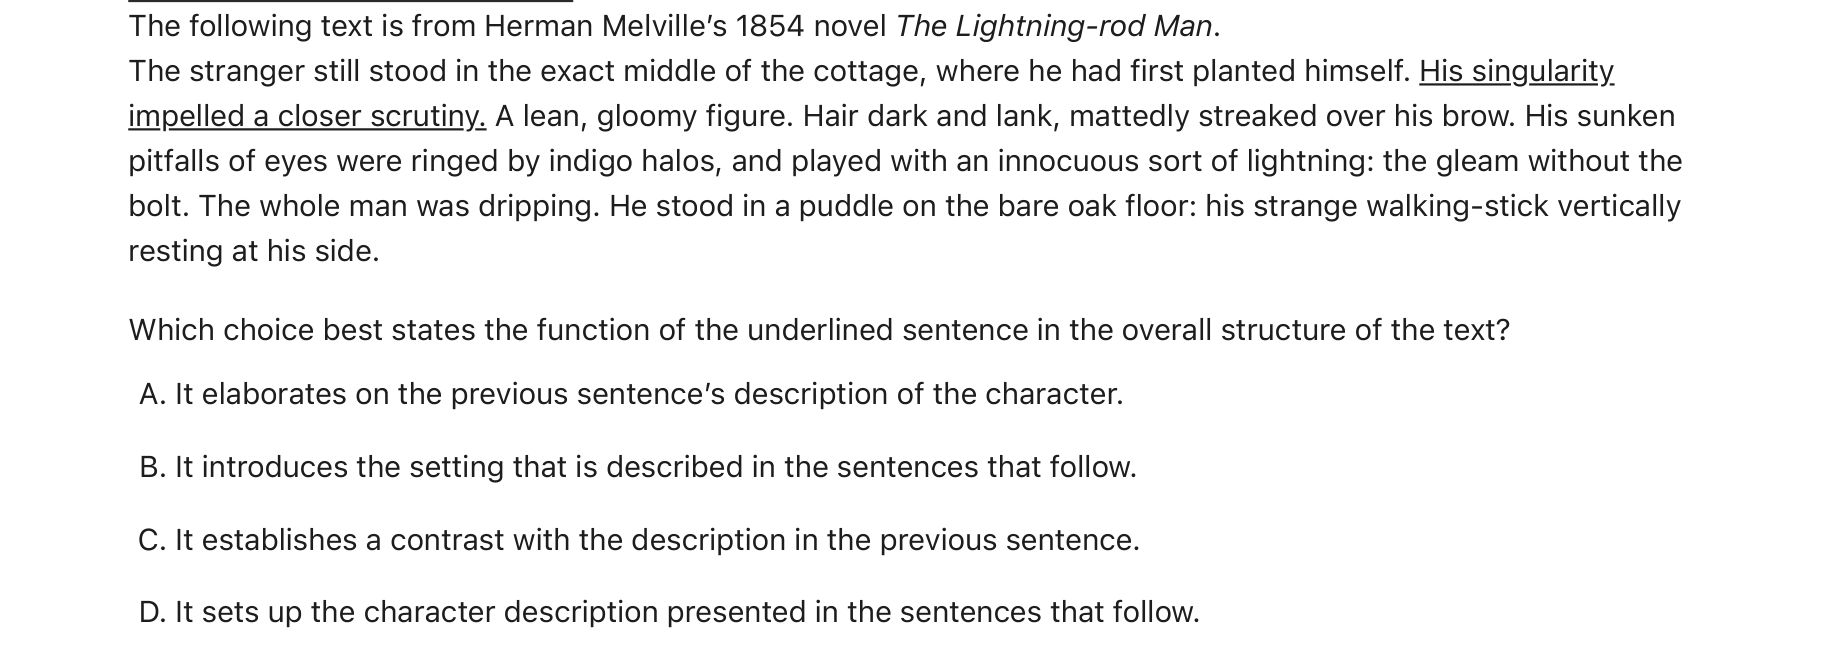 The following text is from Herman Melville’s 1854 novel The Lightning-rod Man.
The stranger still stood in the exact middle of the cottage, where he had first planted himself. His singularity
impelled a closer scrutiny. A lean, gloomy figure. Hair dark and lank, mattedly streaked over his brow. His sunken
pitfalls of eyes were ringed by indigo halos, and played with an innocuous sort of lightning: the gleam without the
bolt. The whole man was dripping. He stood in a puddle on the bare oak floor: his strange walking-stick vertically
resting at his side.
Which choice best states the function of the underlined sentence in the overall structure of the text?
A. It elaborates on the previous sentence’s description of the character.
B. It introduces the setting that is described in the sentences that follow.
C. It establishes a contrast with the description in the previous sentence.
D. It sets up the character description presented in the sentences that follow.